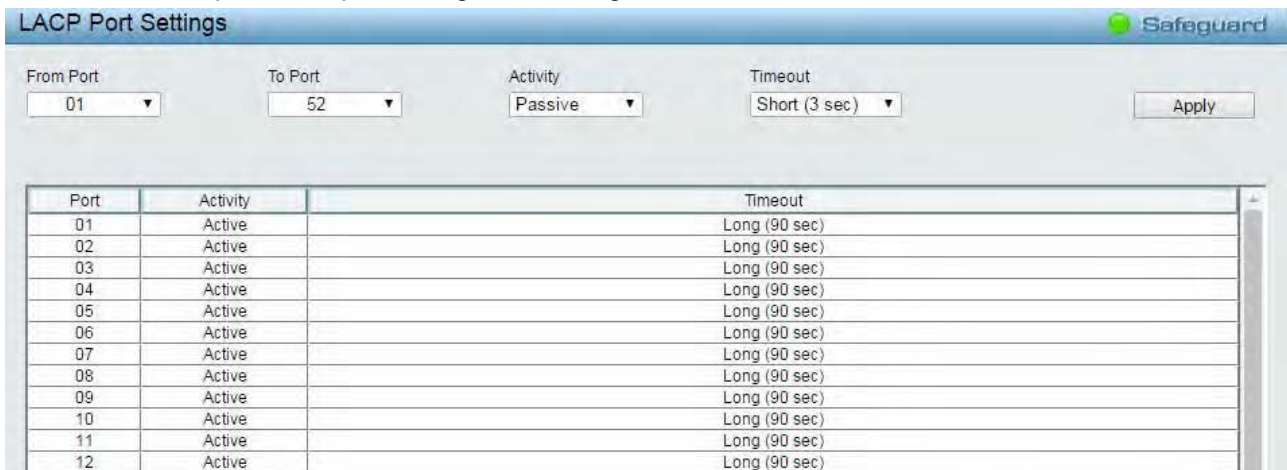 LACP Port Settings
Safeguard
From Port To Port Activity Timeout
01 52 Passive Short (3 sec) Apply
Port Activity Timeout
01 Active Long (90 sec)
02 Active Long (90 sec)
03 Active Long (90 sec)
04 Active Long (90 sec)
05 Active Long (90 sec)
06 Active Long (90 sec)
07 Active Long (90 sec)
08 Active Long (90 sec)
09 Active Long (90 sec)
10 Active Long (90 sec)
11 Active Long (90 sec)
12 Active Long (90 sec)